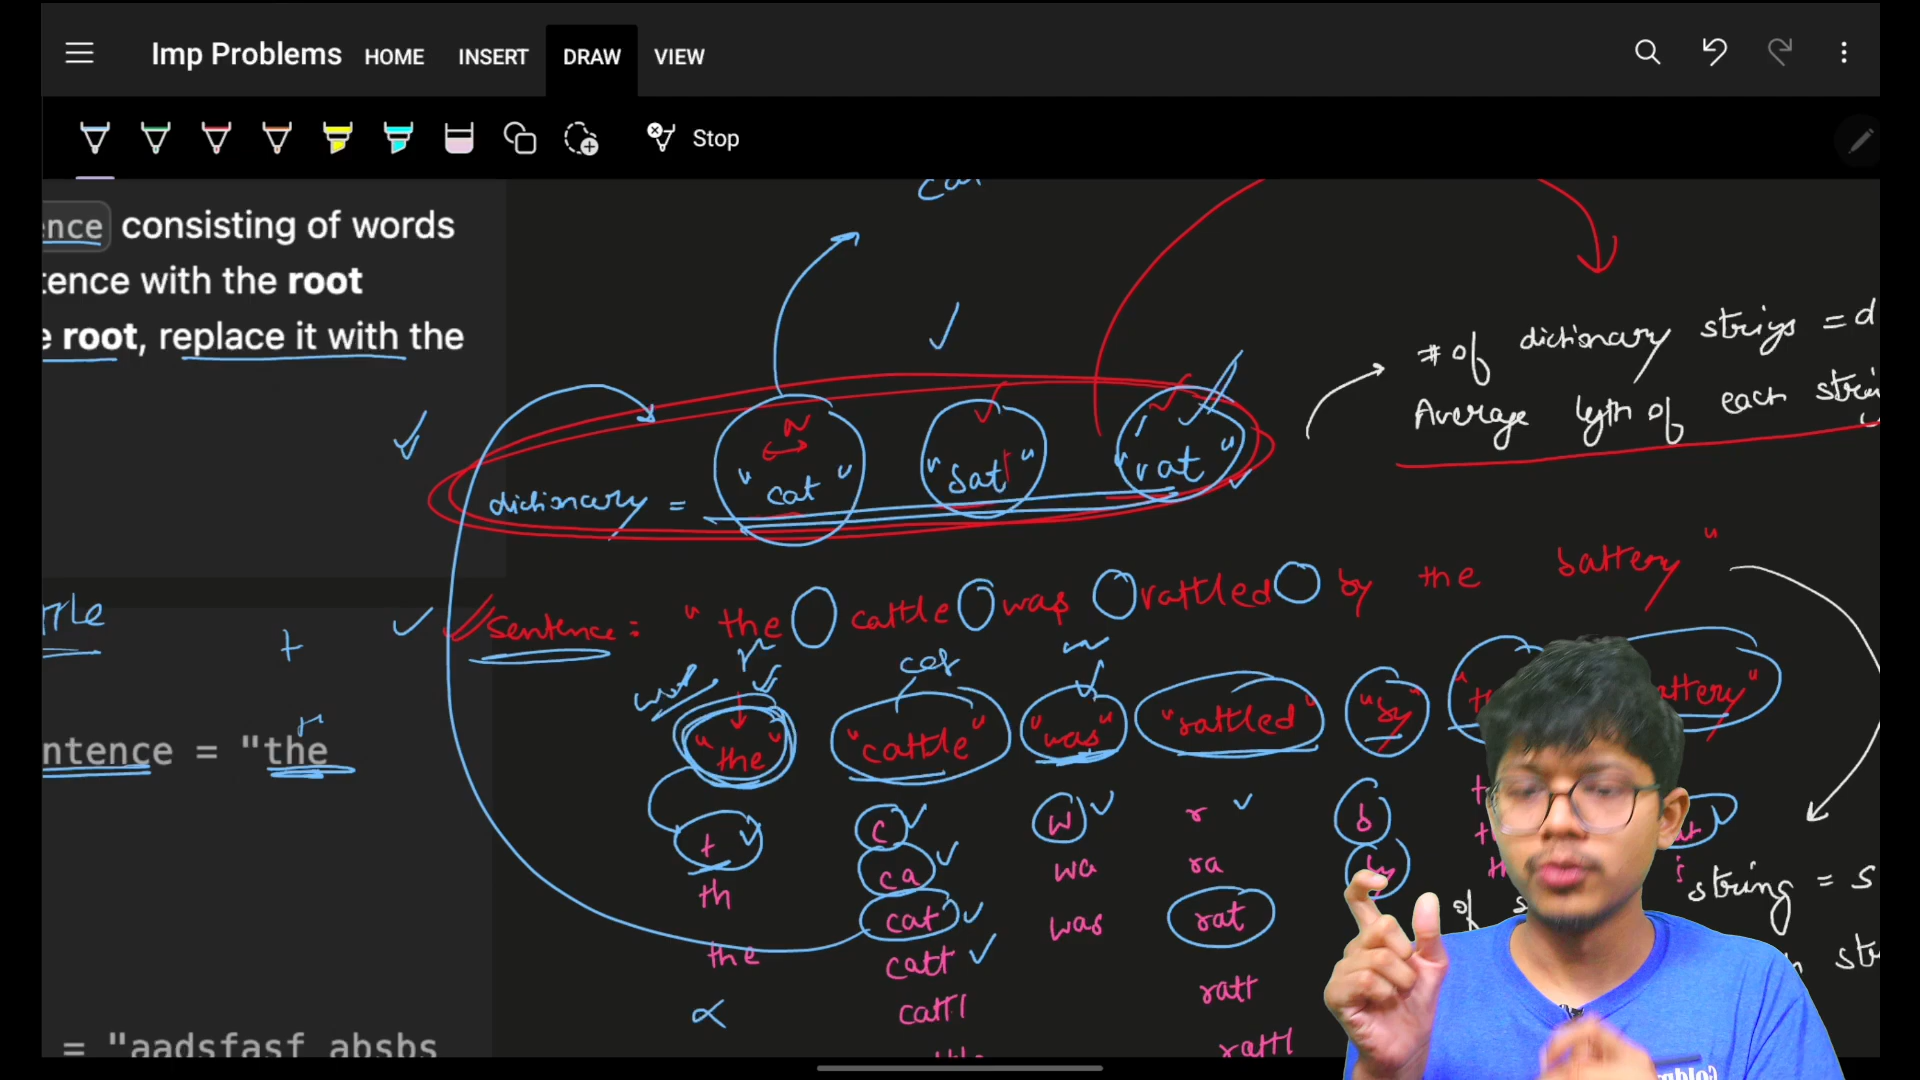 Imp Problems HOME INSERT DRAW VIEW
Stop
ence consisting of words
tence with the root
e root, replace it with the
# of dictionary strings = d
Average length of each
dictionary = "cat" "sat" "rat"
Sentence: "the cattle was rattled by the battery"
"the" "cattle" "was" "rattled" "by" attery"
t c w r b
th ca wa ra by
the cat was rat
catt ratt
cattl rattl
string = s
ntence = "the
= "aadsfasf absbs